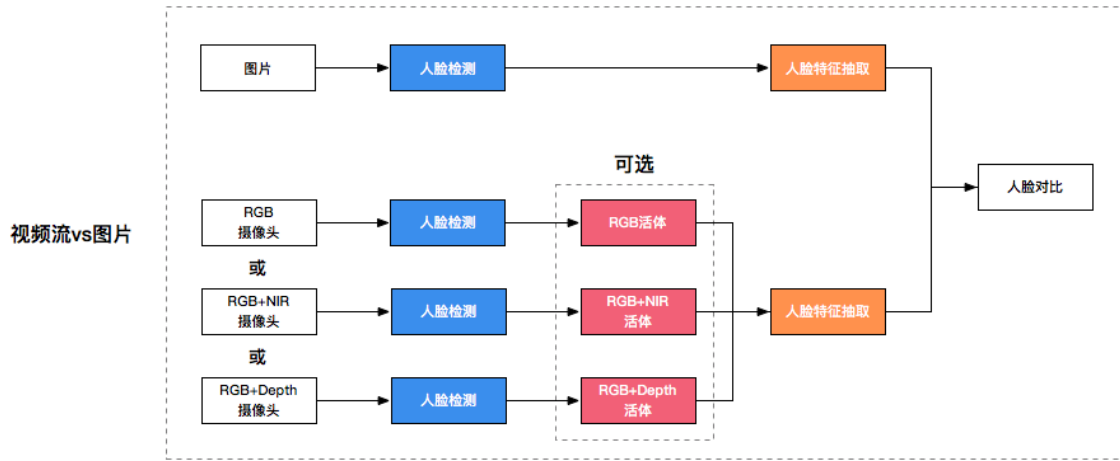 图片
人脸检测
人脸特征抽取
可选
人脸对比
视频流vs图片
RGB
摄像头
人脸检测
RGB活体
或
RGB+NIR
摄像头
人脸检测
RGB+NIR
活体
人脸特征抽取
或
RGB+Depth
摄像头
人脸检测
RGB+Depth
活体